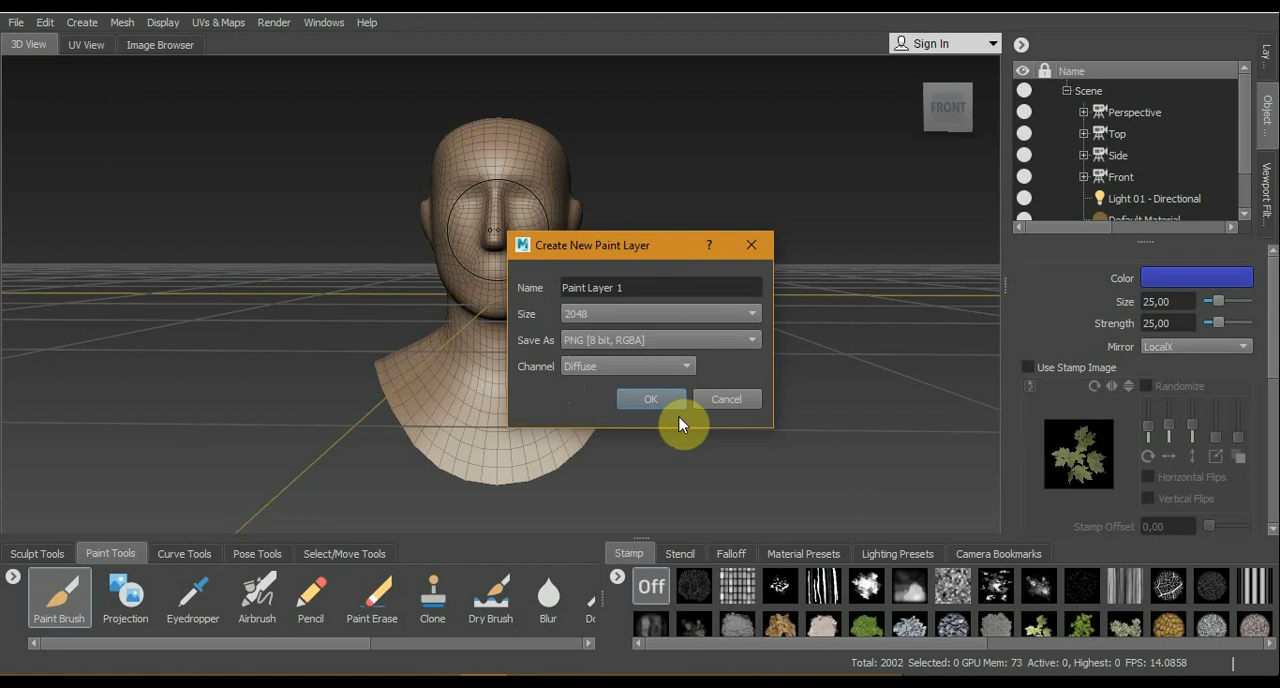 File Edit Create Mesh Display UVs & Maps Render Windows Help
3D View UV View Image Browser
Sign In
FRONT
Lay...
Object ...
Viewport Filt...
Name
Scene
Perspective
Top
Side
Front
Light 01 - Directional
Default Material
Create New Paint Layer ? X
Name Paint Layer 1
Size 2048
Save As PNG [8 bit, RGBA]
Channel Diffuse
OK Cancel
Color
Size 25,00
Strength 25,00
Mirror LocalX
Use Stamp Image
Randomize
Horizontal Flips
Vertical Flips
Stamp Offset 0,00
Sculpt Tools Paint Tools Curve Tools Pose Tools Select/Move Tools
Paint Brush Projection Eyedropper Airbrush Pencil Paint Erase Clone Dry Brush Blur Do
Stamp Stencil Falloff Material Presets Lighting Presets Camera Bookmarks
Off
Total: 2002 Selected: 0 GPU Mem: 73 Active: 0, Highest: 0 FPS: 14.0858